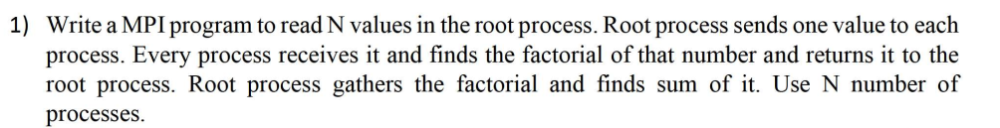 1) Write a MPI program to read N values in the root process. Root process sends one value to each
process. Every process receives it and finds the factorial of that number and returns it to the
root process. Root process gathers the factorial and finds sum of it. Use N number of
processes.